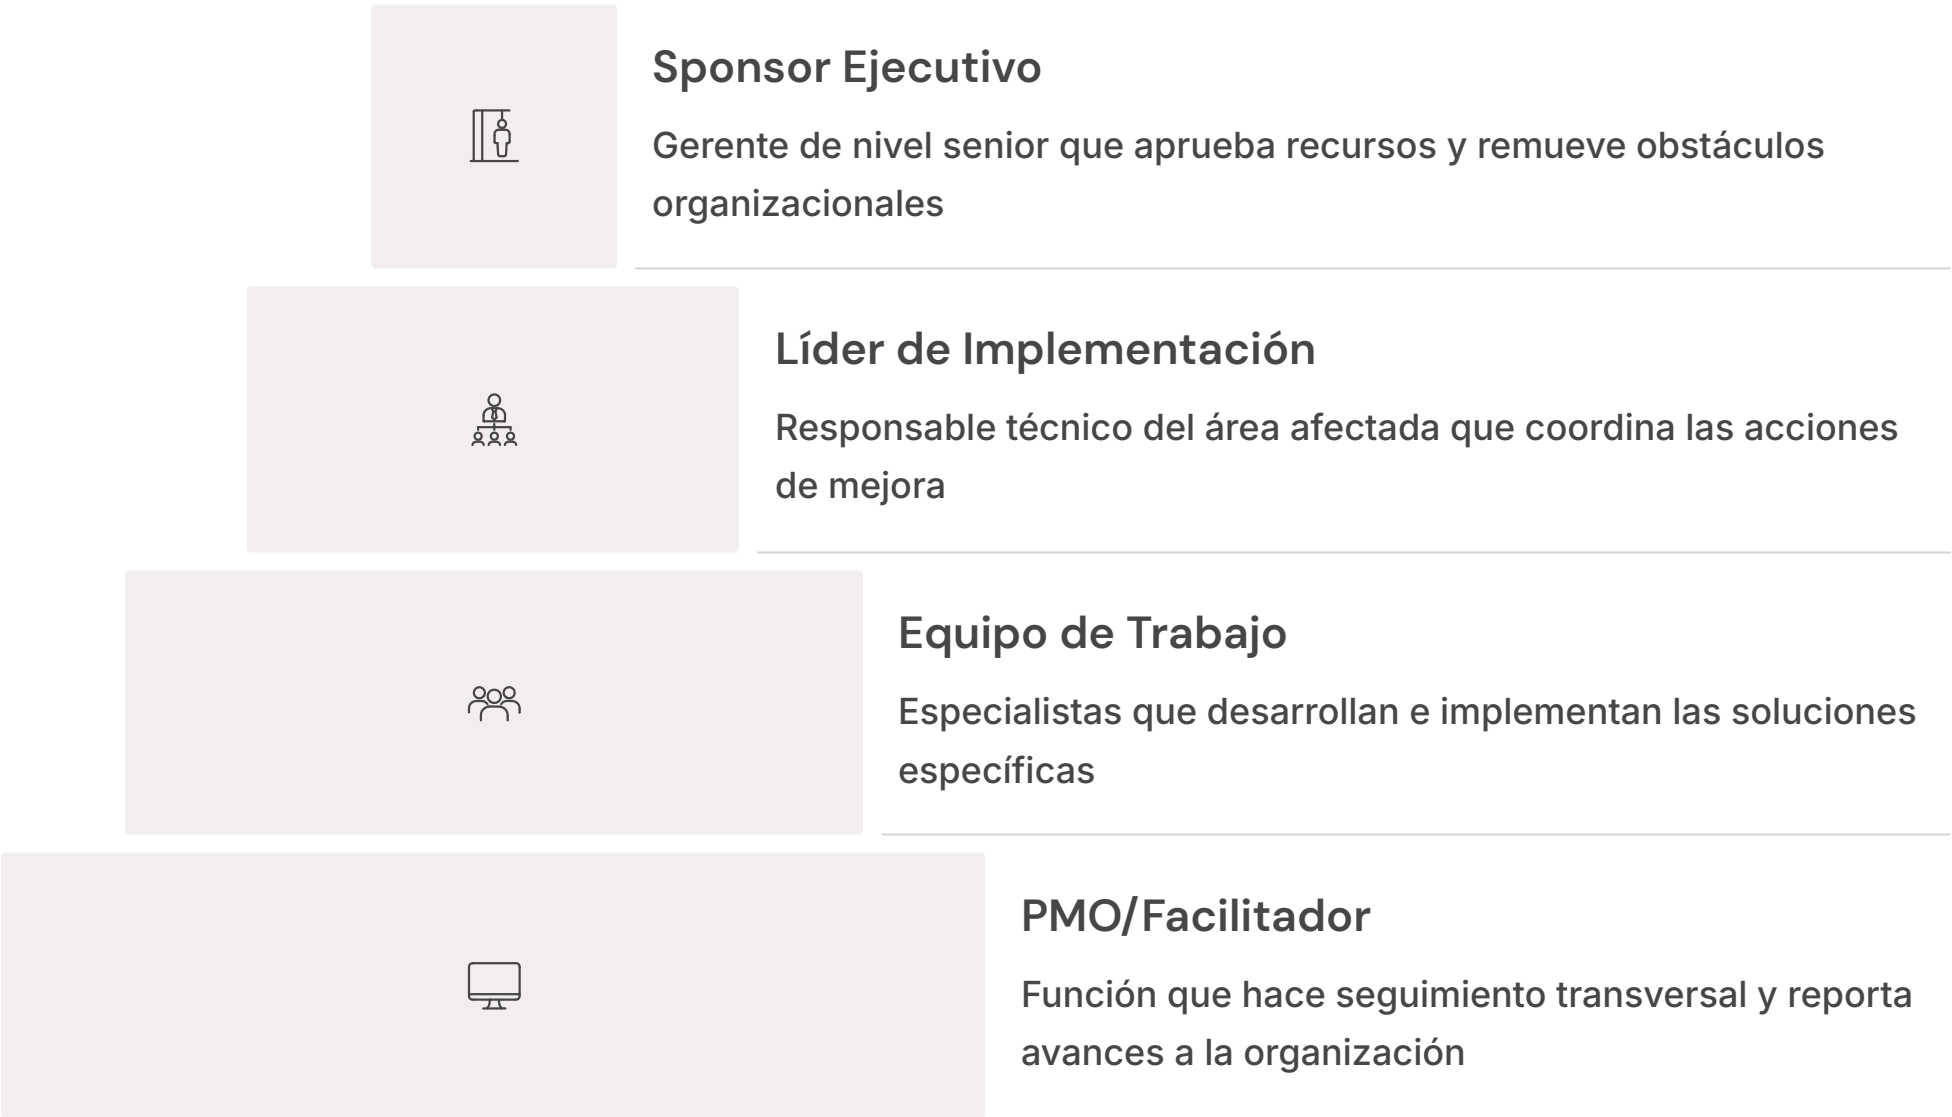 Sponsor Ejecutivo
Gerente de nivel senior que aprueba recursos y remueve obstáculos
organizacionales
Líder de Implementación
Responsable técnico del área afectada que coordina las acciones
de mejora
Equipo de Trabajo
Especialistas que desarrollan e implementan las soluciones
específicas
PMO/Facilitador
Función que hace seguimiento transversal y reporta
avances a la organización